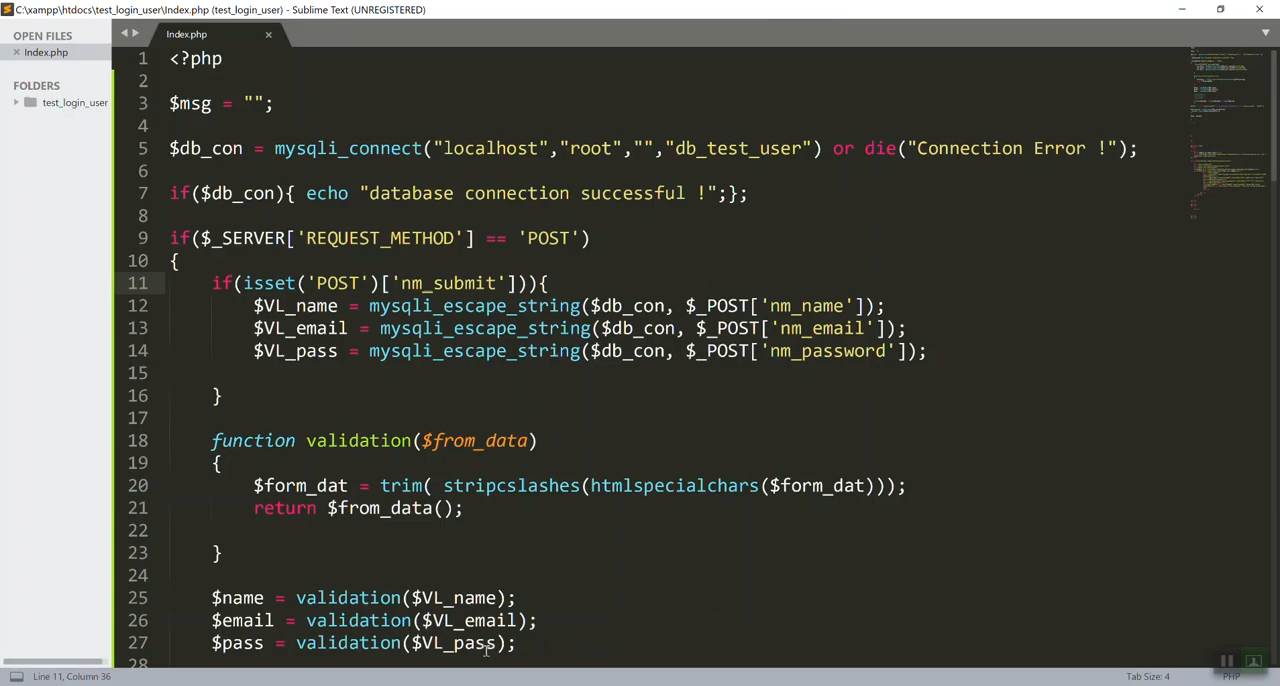 C:\xampp\htdocs\test_login_user\Index.php (test_login_user) - Sublime Text (UNREGISTERED)
OPEN FILES
Index.php
FOLDERS
test_login_user
Index.php
1 <?php
2
3 $msg = "";
4
5 $db_con = mysqli_connect("localhost","root","","db_test_user") or die("Connection Error !");
6
7 if($db_con){ echo "database connection successful !";};
8
9 if($_SERVER['REQUEST_METHOD'] == 'POST')
10 {
11 if(isset('POST')['nm_submit'])){
12 $VL_name = mysqli_escape_string($db_con, $_POST['nm_name']);
13 $VL_email = mysqli_escape_string($db_con, $_POST['nm_email']);
14 $VL_pass = mysqli_escape_string($db_con, $_POST['nm_password']);
15
16 }
17
18 function validation($from_data)
19 {
20 $form_dat = trim( stripcslashes(htmlspecialchars($form_dat)));
21 return $from_data();
22
23 }
24
25 $name = validation($VL_name);
26 $email = validation($VL_email);
27 $pass = validation($VL_pass);
28
Line 11, Column 36
Tab Size: 4
PHP